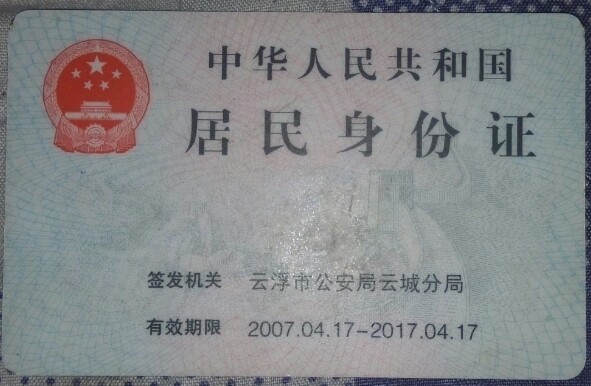 中华人民共和国
居民身份证
签发机关 云浮市公安局云城分局
有效期限 2007.04.17-2017.04.17